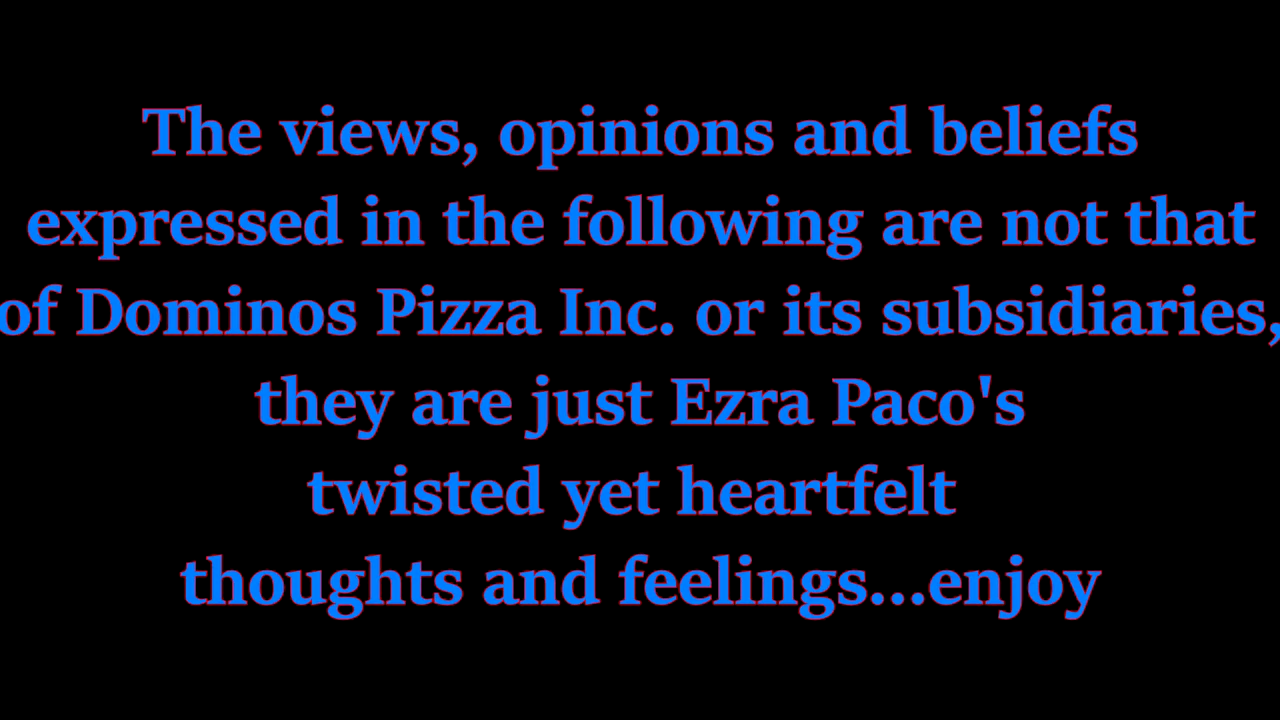 The views, opinions and beliefs
expressed in the following are not that
of Dominos Pizza Inc. or its subsidiaries,
they are just Ezra Paco's
twisted yet heartfelt
thoughts and feelings...enjoy